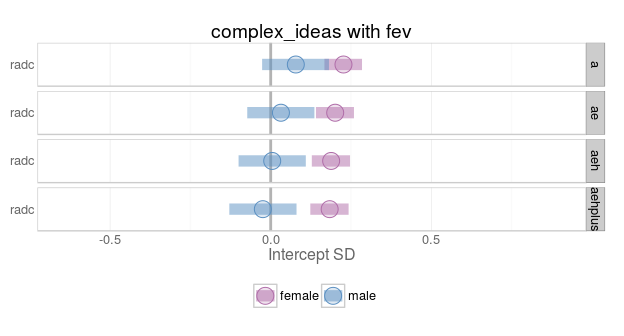 complex_ideas with fev
radc
a
radc
ae
radc
aeh
radc
aehplus
-0.5 0.0 0.5
Intercept SD
female male